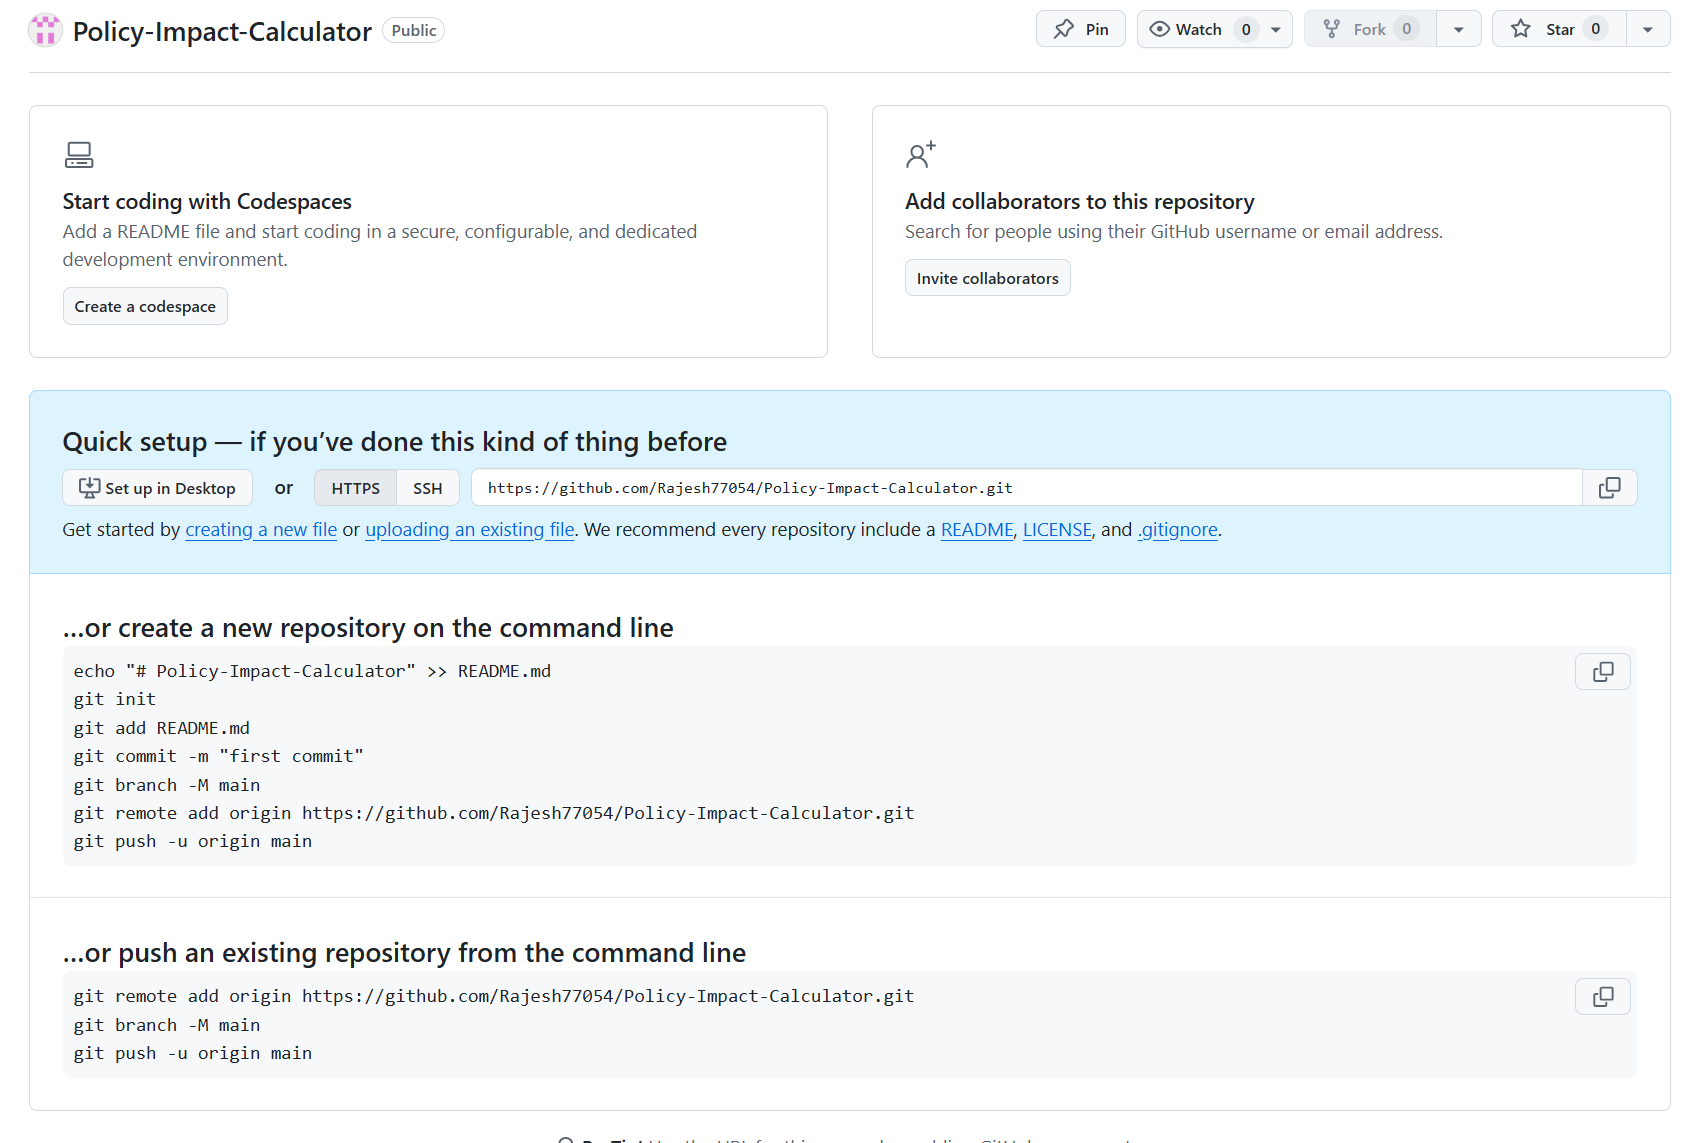 Policy-Impact-Calculator Public Pin Watch 0 Fork 0 Star 0
Start coding with Codespaces
Add a README file and start coding in a secure, configurable, and dedicated
development environment.
Create a codespace
Add collaborators to this repository
Search for people using their GitHub username or email address.
Invite collaborators
Quick setup — if you’ve done this kind of thing before
Set up in Desktop or HTTPS SSH https://github.com/Rajesh77054/Policy-Impact-Calculator.git
Get started by creating a new file or uploading an existing file. We recommend every repository include a README, LICENSE, and .gitignore.
…or create a new repository on the command line
echo "# Policy-Impact-Calculator" >> README.md
git init
git add README.md
git commit -m "first commit"
git branch -M main
git remote add origin https://github.com/Rajesh77054/Policy-Impact-Calculator.git
git push -u origin main
…or push an existing repository from the command line
git remote add origin https://github.com/Rajesh77054/Policy-Impact-Calculator.git
git branch -M main
git push -u origin main